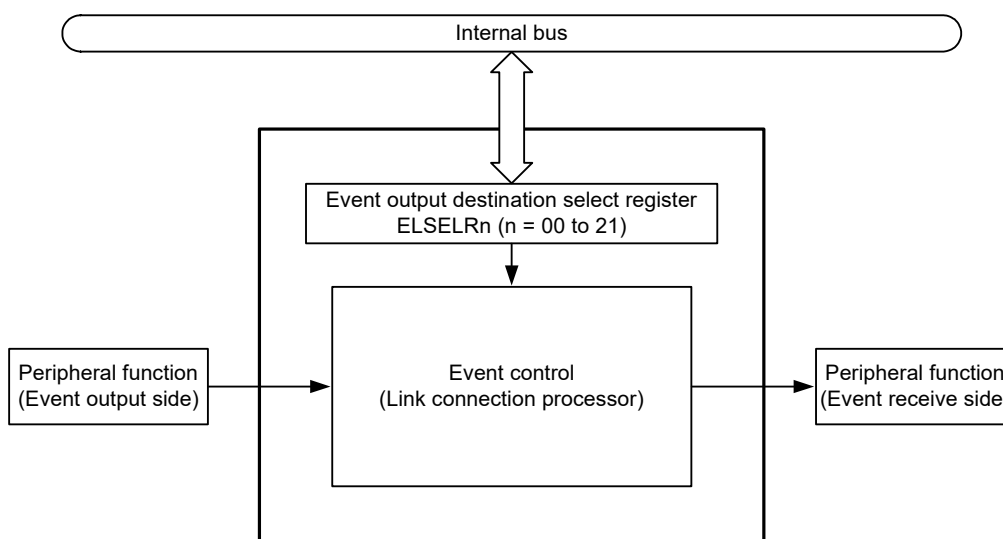 Internal bus
Event output destination select register
ELSELRn (n = 00 to 21)
Peripheral function
(Event output side)
Event control
(Link connection processor)
Peripheral function
(Event receive side